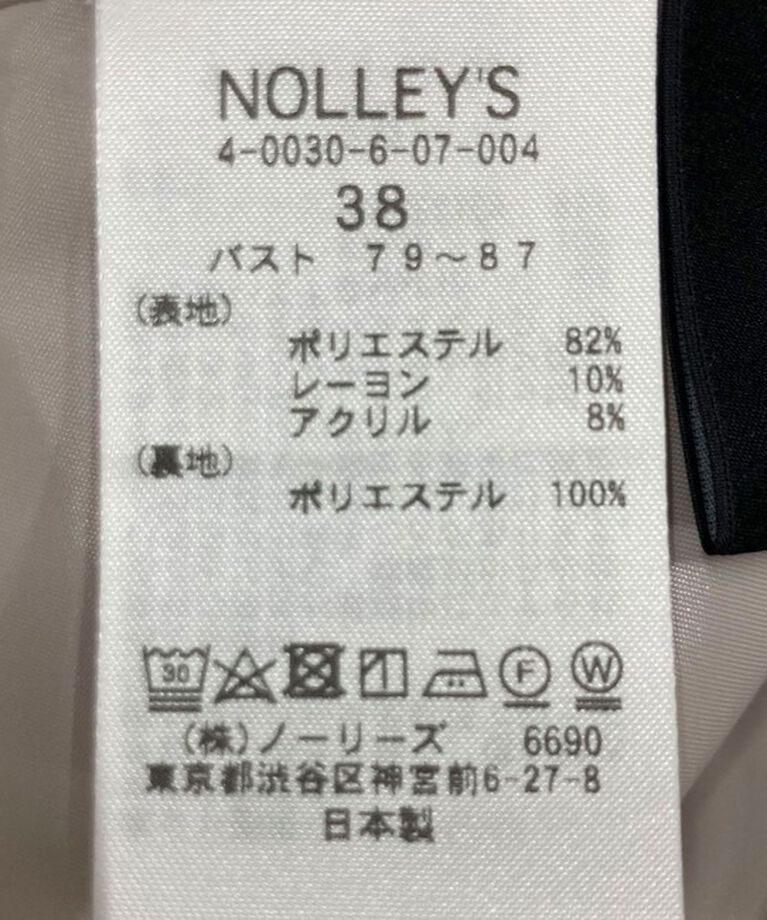 NOLLEY'S
4-0030-6-07-004
38
バスト 79～87
(表地)
ポリエステル 82%
レーヨン 10%
アクリル 8%
(裏地)
ポリエステル 100%
30 F W
(株)ノーリーズ 6690
東京都渋谷区神宮前6-27-8
日本製